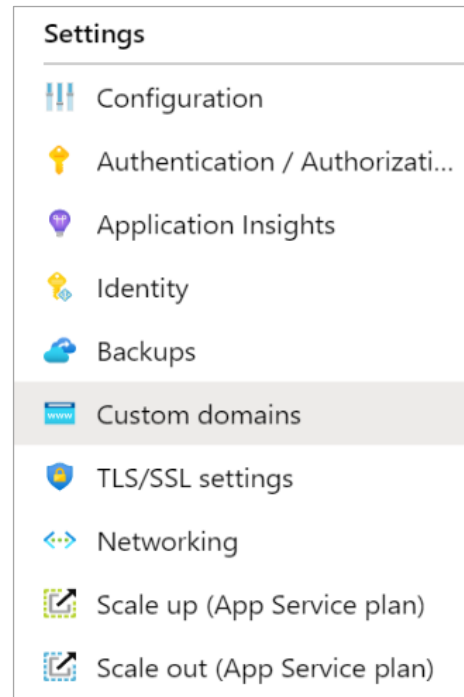 Settings
Configuration
Authentication / Authorizati...
Application Insights
Identity
Backups
www
Custom domains
TLS/SSL settings
Networking
Scale up (App Service plan)
Scale out (App Service plan)